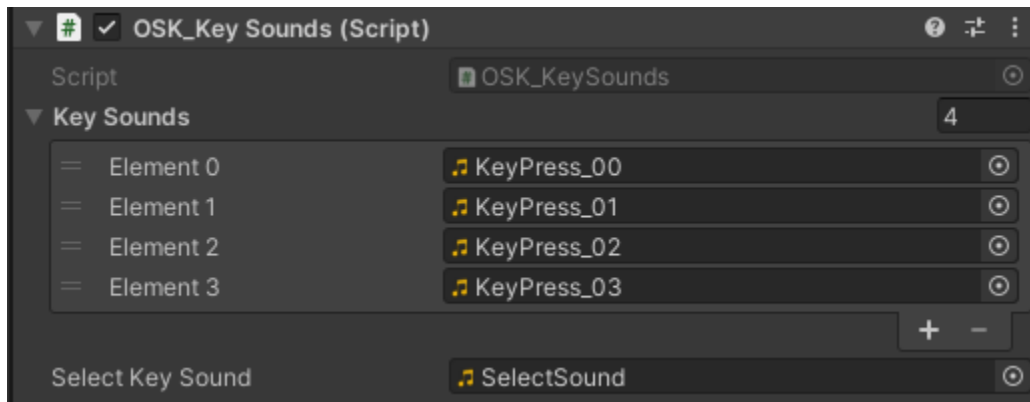 OSK_Key Sounds (Script)
Script OSK_KeySounds
Key Sounds 4
Element 0 KeyPress_00
Element 1 KeyPress_01
Element 2 KeyPress_02
Element 3 KeyPress_03
Select Key Sound SelectSound